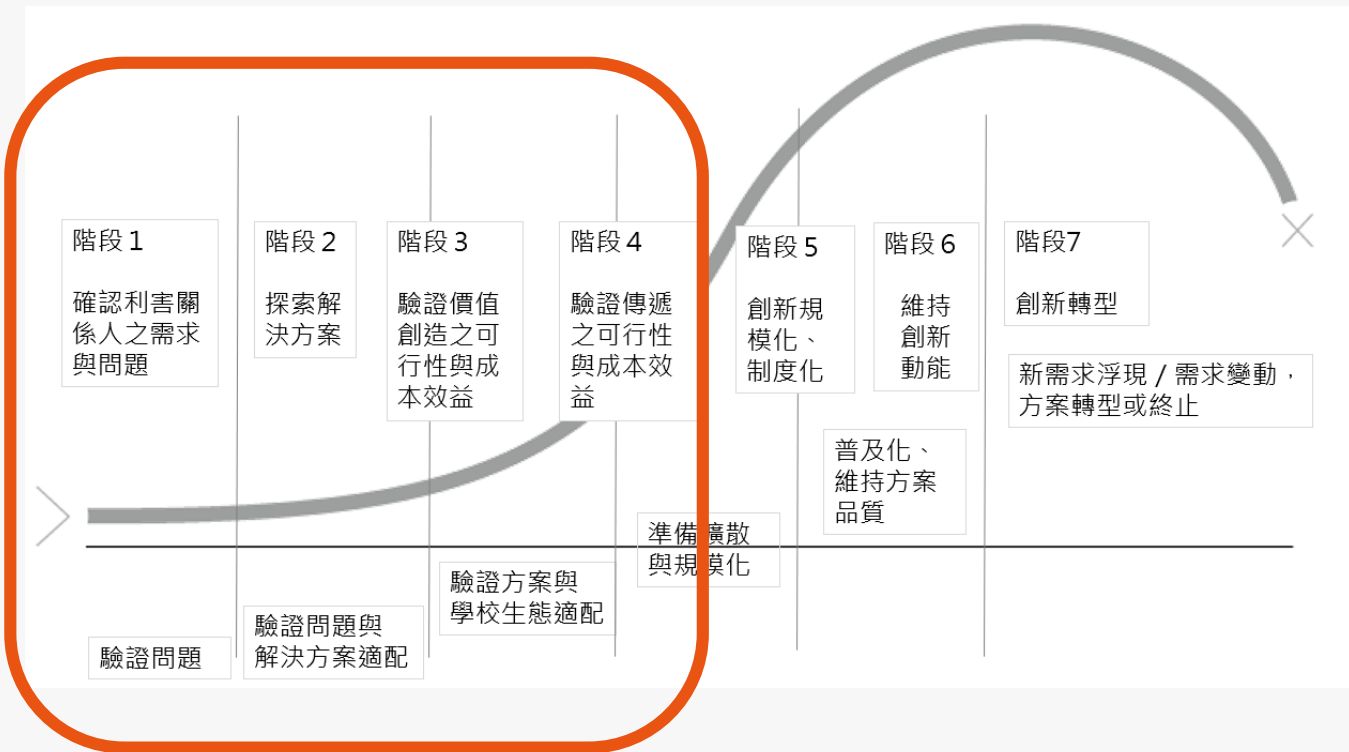 階段1
確認利害關
係人之需求
與問題
階段2
探索解
決方案
階段3
驗證價值
創造之可
行性與成
本效益
階段4
驗證傳遞
之可行性
與成本效
益
階段5
創新規
模化、
制度化
階段6
維持
創新
動能
階段7
創新轉型
新需求浮現/需求變動，
方案轉型或終止
普及化、
維持方案
品質
準備擴散
與規模化
驗證方案與
學校生態適配
驗證問題與
解決方案適配
驗證問題